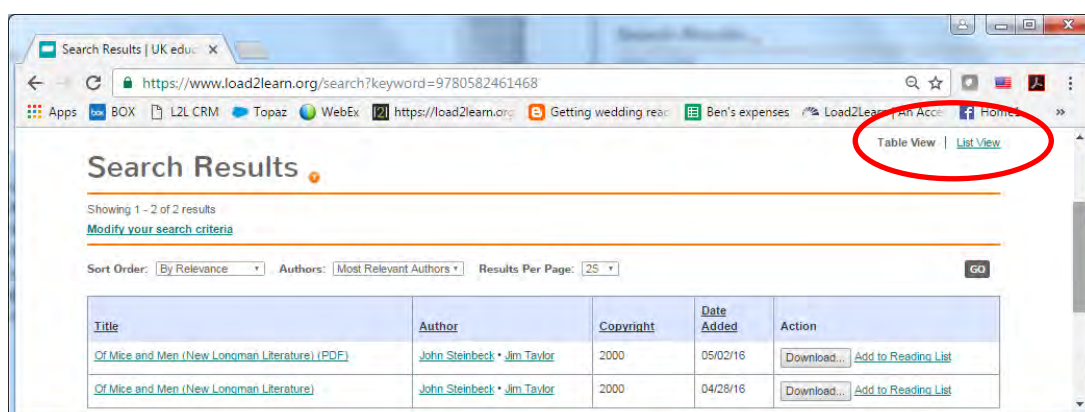 Search Results | UK educ
https://www.load2learn.org/search?keyword=9780582461468
Apps BOX L2L CRM Topaz WebEx https://load2learn.org Getting wedding read Ben's expenses Load2Learn | An Acce Home1 »
Table View | List View
Search Results
Showing 1 - 2 of 2 results
Modify your search criteria
Sort Order: By Relevance Authors: Most Relevant Authors Results Per Page: 25 GO
Title Author Copyright Date Added Action
Of Mice and Men (New Longman Literature) (PDF) John Steinbeck • Jim Taylor 2000 05/02/16 Download... Add to Reading List
Of Mice and Men (New Longman Literature) John Steinbeck • Jim Taylor 2000 04/28/16 Download... Add to Reading List